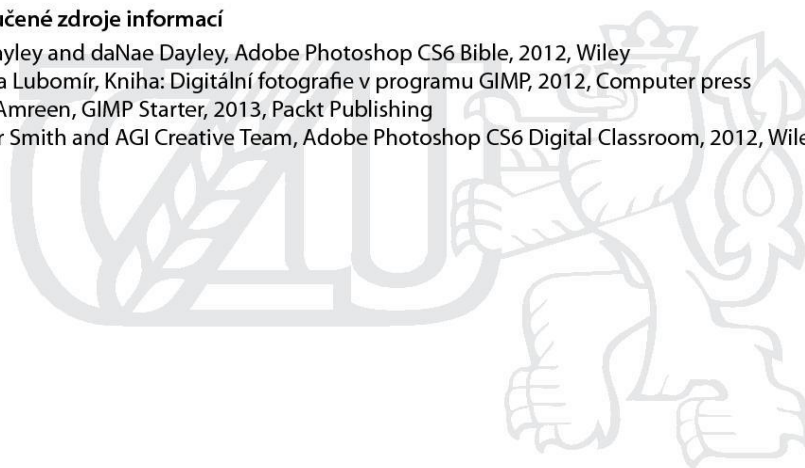 učené zdroje informací
yley and daNae Dayley, Adobe Photoshop CS6 Bible, 2012, Wiley
a Lubomír, Kniha: Digitální fotografie v programu GIMP, 2012, Computer press
Amreen, GIMP Starter, 2013, Packt Publishing
r Smith and AGI Creative Team, Adobe Photoshop CS6 Digital Classroom, 2012, Wile
ČZU